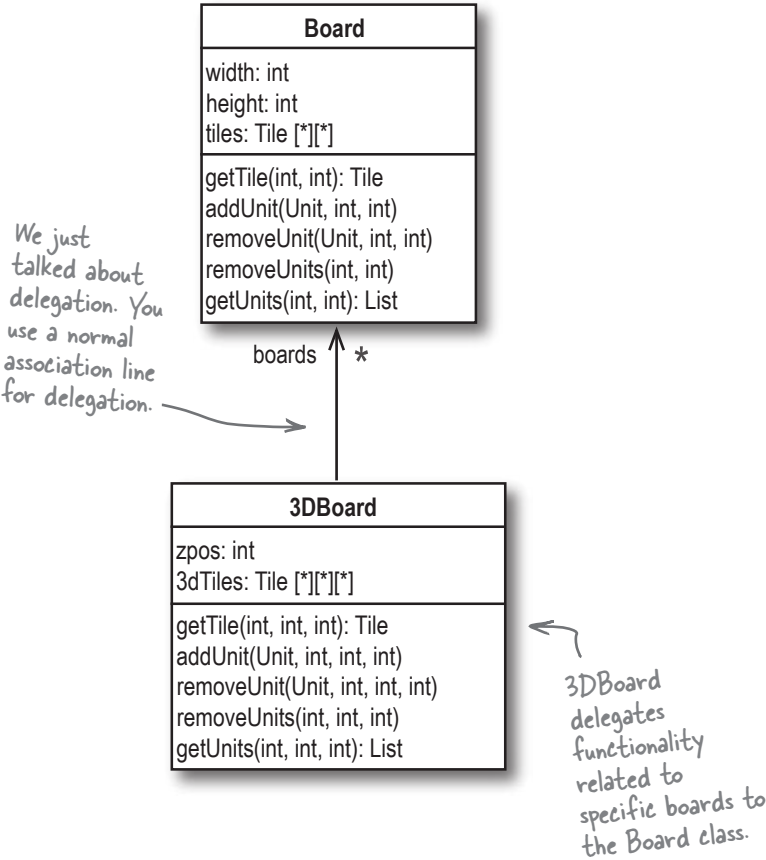 Board
width: int
height: int
tiles: Tile [*][*]
getTile(int, int): Tile
addUnit(Unit, int, int)
removeUnit(Unit, int, int)
removeUnits(int, int)
getUnits(int, int): List
We just
talked about
delegation. You
use a normal
association line
for delegation.
boards *
3DBoard
zpos: int
3dTiles: Tile [*][*][*]
getTile(int, int, int): Tile
addUnit(Unit, int, int, int)
removeUnit(Unit, int, int, int)
removeUnits(int, int, int)
getUnits(int, int, int): List
3DBoard
delegates
functionality
related to
specific boards to
the Board class.